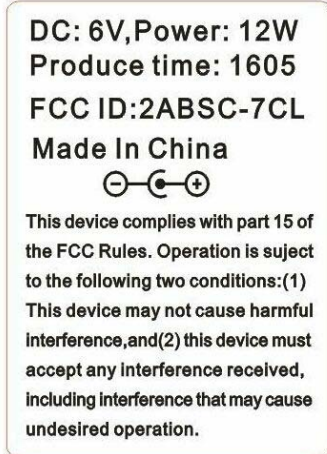 DC: 6V,Power: 12W
Produce time: 1605
FCC ID:2ABSC-7CL
Made In China
This device complies with part 15 of
the FCC Rules. Operation is suject
to the following two conditions:(1)
This device may not cause harmful
interference,and(2) this device must
accept any interference received,
including interference that may cause
undesired operation.